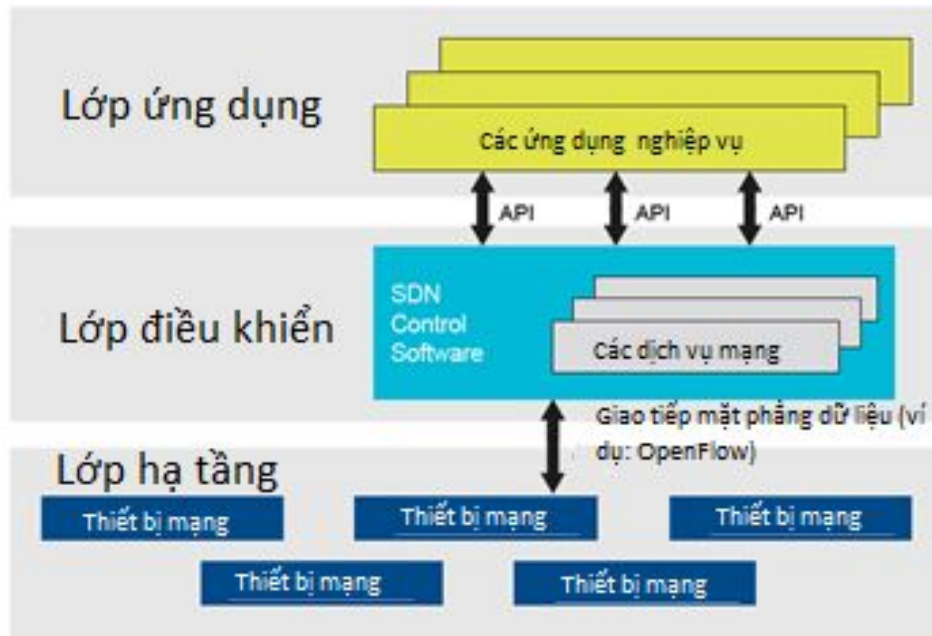 Lớp ứng dụng
Các ứng dụng nghiệp vụ
API
API
API
Lớp điều khiển
SDN
Control
Software
Các dịch vụ mạng
Giao tiếp mặt phẳng dữ liệu (ví
dụ: OpenFlow)
Lớp hạ tầng
Thiết bị mạng
Thiết bị mạng
Thiết bị mạng
Thiết bị mạng
Thiết bị mạng